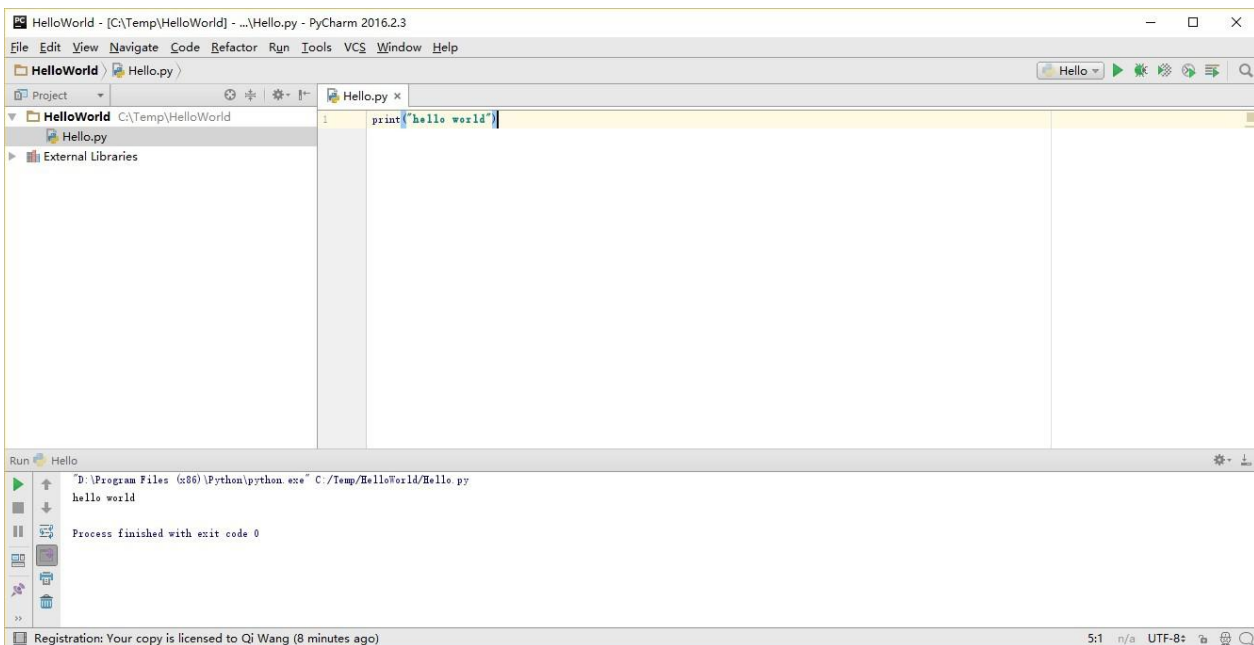 HelloWorld - [C:\Temp\HelloWorld] - ...\Hello.py - PyCharm 2016.2.3
File Edit View Navigate Code Refactor Run Tools VCS Window Help
HelloWorld Hello.py
Hello
Project
Hello.py
HelloWorld C:\Temp\HelloWorld
Hello.py
External Libraries
1 print("hello world")
Run Hello
"D:\Program Files (x86)\Python\python.exe" C:/Temp/HelloWorld/Hello.py
hello world
Process finished with exit code 0
Registration: Your copy is licensed to Qi Wang (8 minutes ago)
5:1 n/a UTF-8